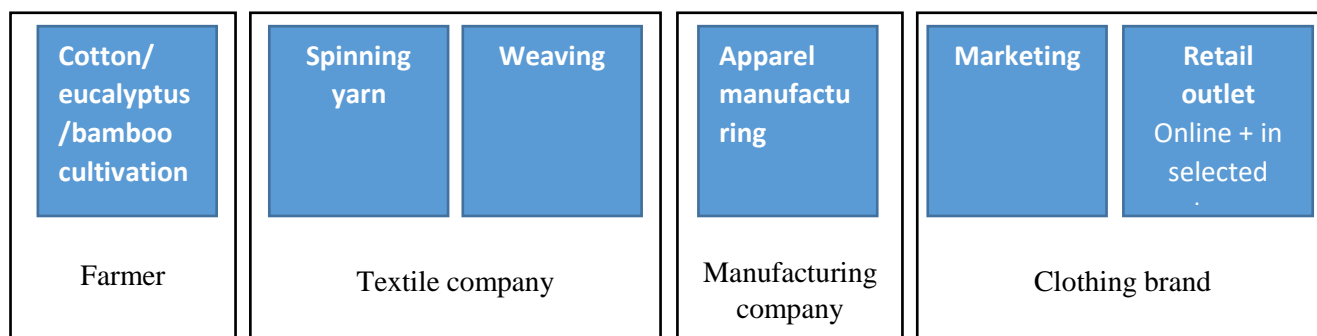 Cotton/
eucalyptus
/bamboo
cultivation
Spinning
yarn
Weaving
Apparel
manufactu
ring
Marketing
Retail
outlet
Online + in
selected
Farmer
Textile company
Manufacturing
company
Clothing brand